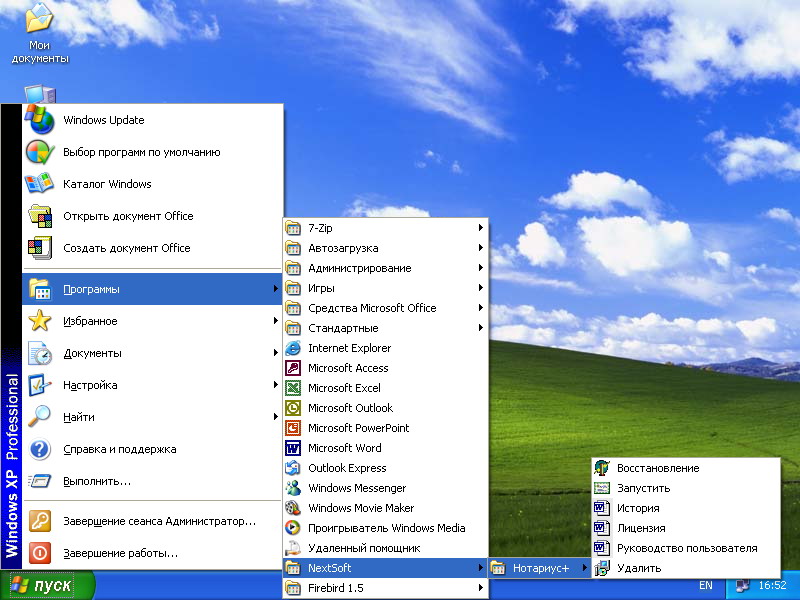 Мои
документы
Windows Update
Выбор программ по умолчанию
Каталог Windows
Открыть документ Office
Создать документ Office
Программы
Избранное
Документы
Настройка
Найти
Справка и поддержка
Выполнить...
Завершение сеанса Администратор...
Завершение работы...
Windows XP Professional
7-Zip
Автозагрузка
Администрирование
Игры
Средства Microsoft Office
Стандартные
Internet Explorer
Microsoft Access
Microsoft Excel
Microsoft Outlook
Microsoft PowerPoint
Microsoft Word
Outlook Express
Windows Messenger
Windows Movie Maker
Проигрыватель Windows Media
Удаленный помощник
NextSoft
Firebird 1.5
Нотариус+
Восстановление
Запустить
История
Лицензия
Руководство пользователя
Удалить
пуск
EN
16:52